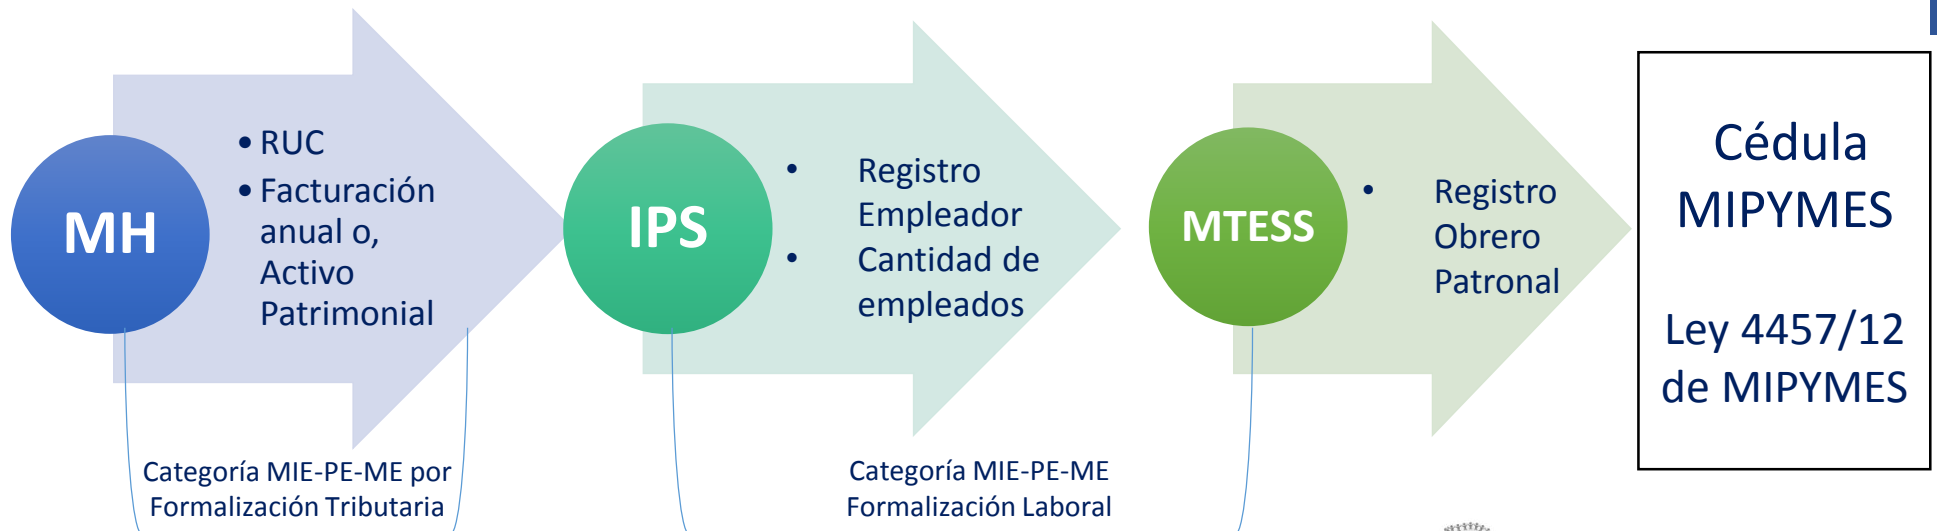 MH
• RUC
• Facturación
anual o,
Activo
Patrimonial
Categoría MIE-PE-ME por
Formalización Tributaria
IPS
• Registro
Empleador
• Cantidad de
empleados
Categoría MIE-PE-ME
Formalización Laboral
MTESS
• Registro
Obrero
Patronal
Cédula
MIPYMES
Ley 4457/12
de MIPYMES